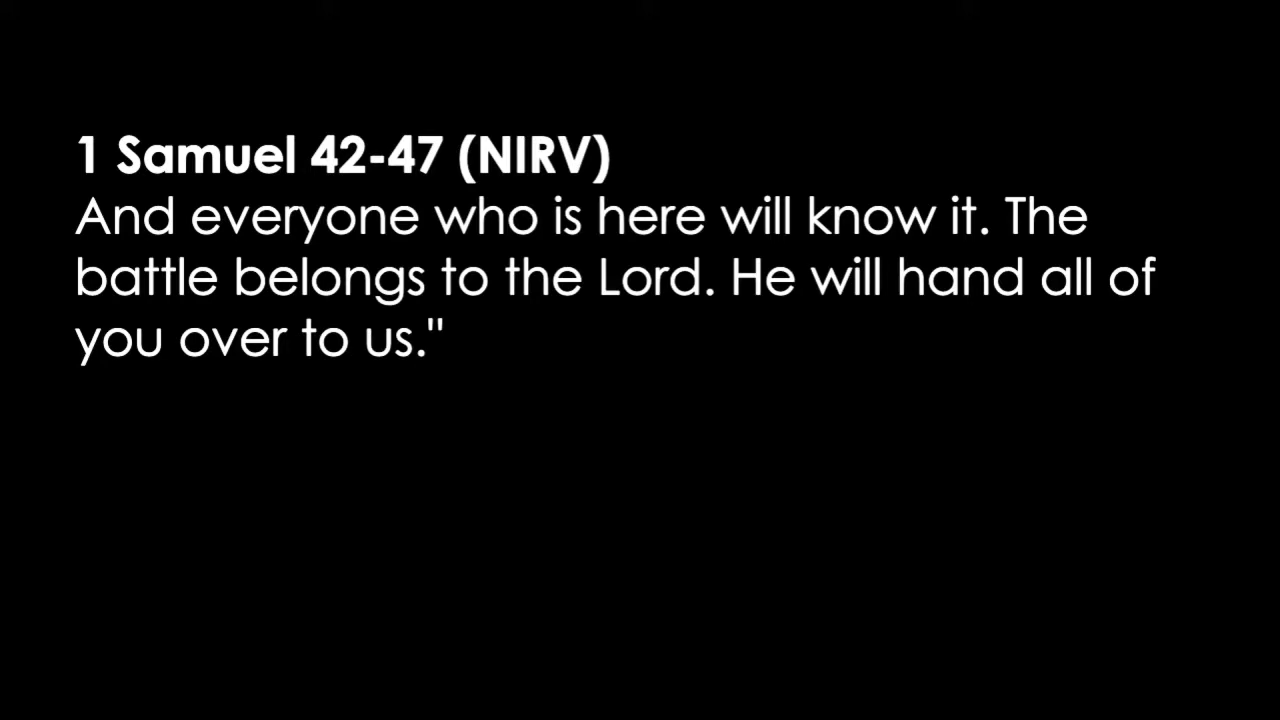 1 Samuel 42-47 (NIRV)
And everyone who is here will know it. The
battle belongs to the Lord. He will hand all of
you over to us."